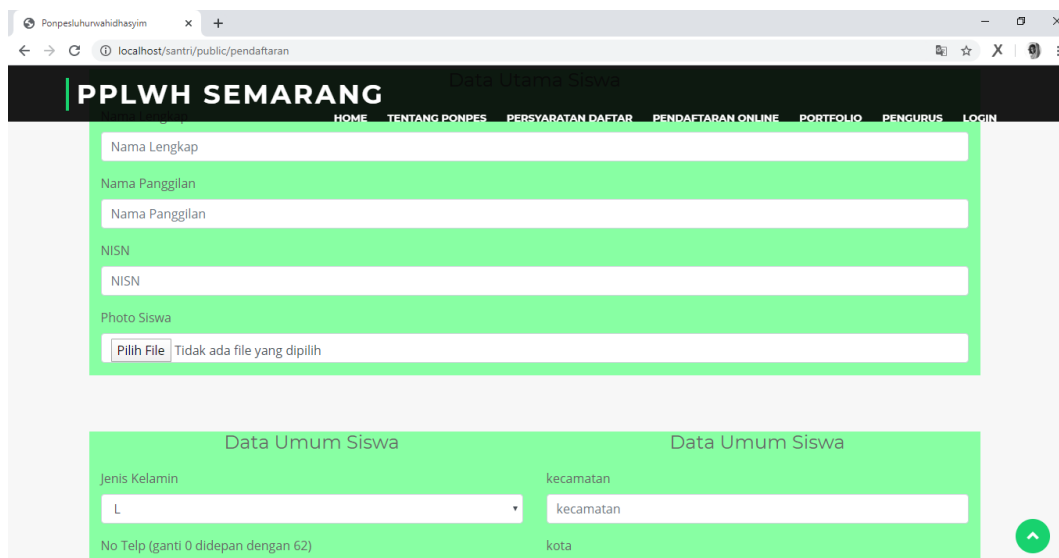 Ponpesluhurwahidhasyim
localhost/santri/public/pendaftaran
Data Utama Siswa
PPLWH SEMARANG
Nama Lengkap
HOME TENTANG PONPES PERSYARATAN DAFTAR PENDAFTARAN ONLINE PORTFOLIO PENGURUS LOGIN
Nama Lengkap
Nama Panggilan
Nama Panggilan
NISN
NISN
Photo Siswa
Pilih File Tidak ada file yang dipilih
Data Umum Siswa
Data Umum Siswa
Jenis Kelamin
kecamatan
L
kecamatan
No Telp (ganti 0 didepan dengan 62)
kota